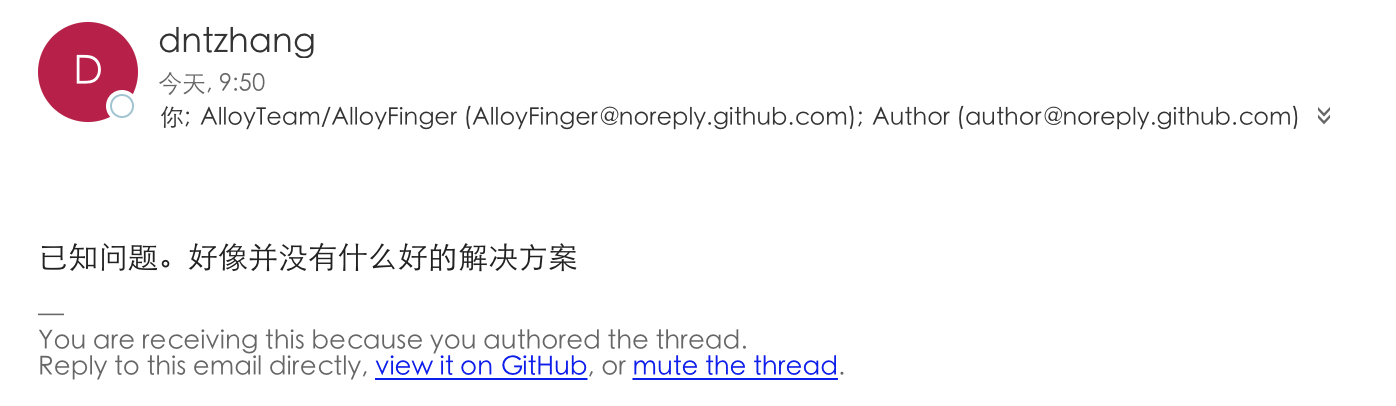 D
dntzhang
今天, 9:50
你; AlloyTeam/AlloyFinger (AlloyFinger@noreply.github.com); Author (author@noreply.github.com)
已知问题。好像并没有什么好的解决方案
—
You are receiving this because you authored the thread.
Reply to this email directly, view it on GitHub, or mute the thread.